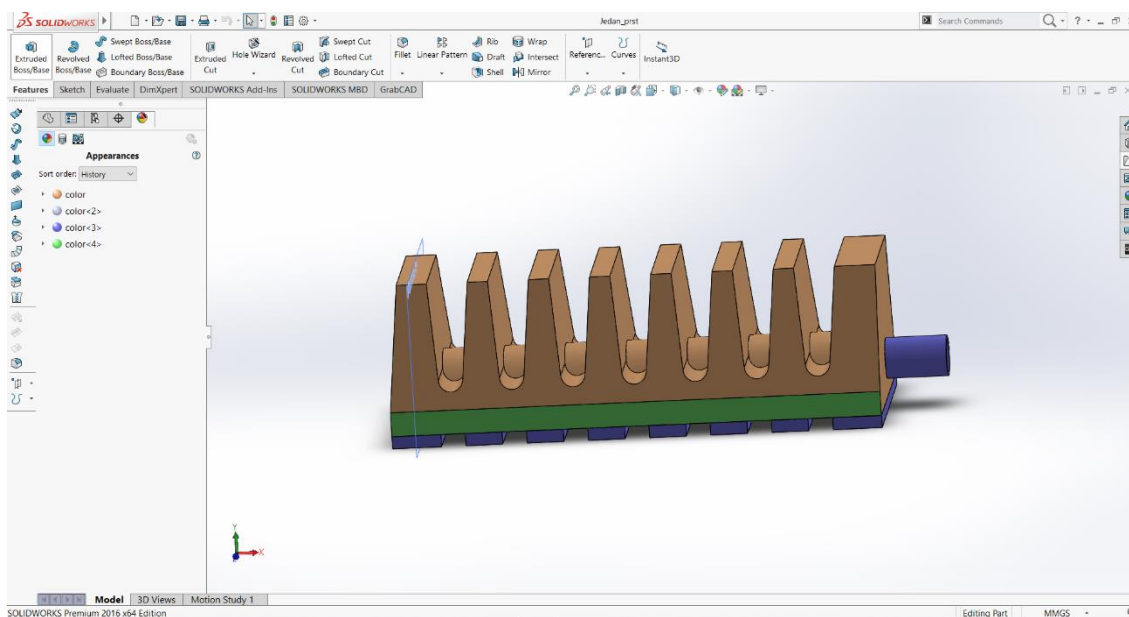 SOLIDWORKS
Jedan_prst
Search Commands
Extruded Boss/Base
Revolved Boss/Base
Swept Boss/Base
Lofted Boss/Base
Boundary Boss/Base
Extruded Cut
Hole Wizard
Revolved Cut
Swept Cut
Lofted Cut
Boundary Cut
Fillet
Linear Pattern
Rib
Draft
Shell
Wrap
Intersect
Mirror
Referenc...
Curves
Instant3D
Features
Sketch
Evaluate
DimXpert
SOLIDWORKS Add-Ins
SOLIDWORKS MBD
GrabCAD
Appearances
Sort order: History
color
color<2>
color<3>
color<4>
Y
X
Model
3D Views
Motion Study 1
SOLIDWORKS Premium 2016 x64 Edition
Editing Part
MMGS